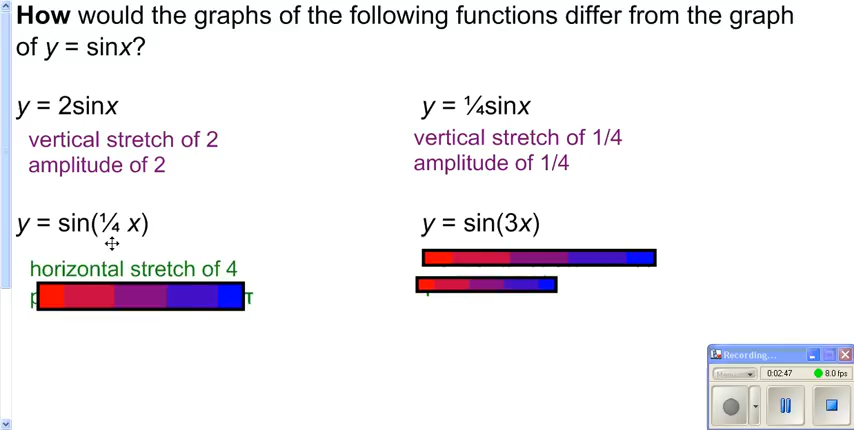 How would the graphs of the following functions differ from the graph
of y = sinx?
y = 2sinx
y = ¼sinx
vertical stretch of 2
vertical stretch of 1/4
amplitude of 2
amplitude of 1/4
y = sin(¼ x)
y = sin(3x)
horizontal stretch of 4
π
Recording...
0:02:47
8.0 fps